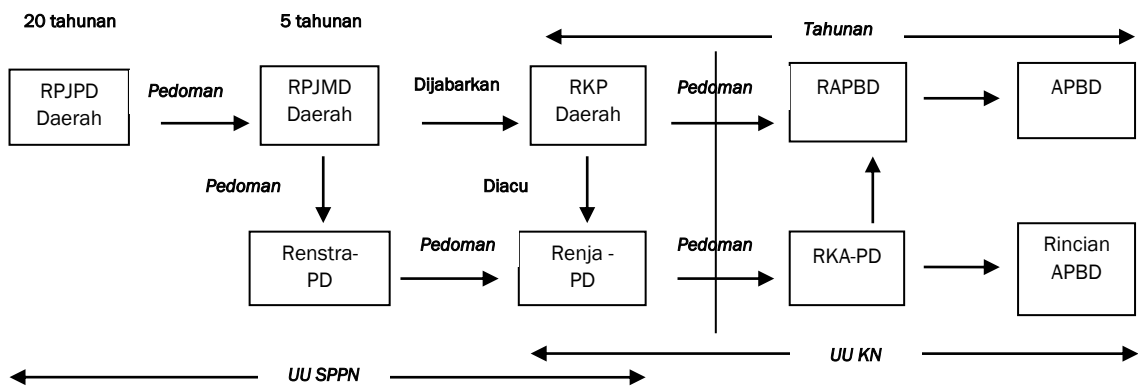 20 tahunan
5 tahunan
Tahunan
RPJPD
Daerah
Pedoman
RPJMD
Daerah
Dijabarkan
RKP
Daerah
Pedoman
RAPBD
APBD
Pedoman
Diacu
Renstra-
PD
Pedoman
Renja -
PD
Pedoman
RKA-PD
Rincian
APBD
UU KN
UU SPPN